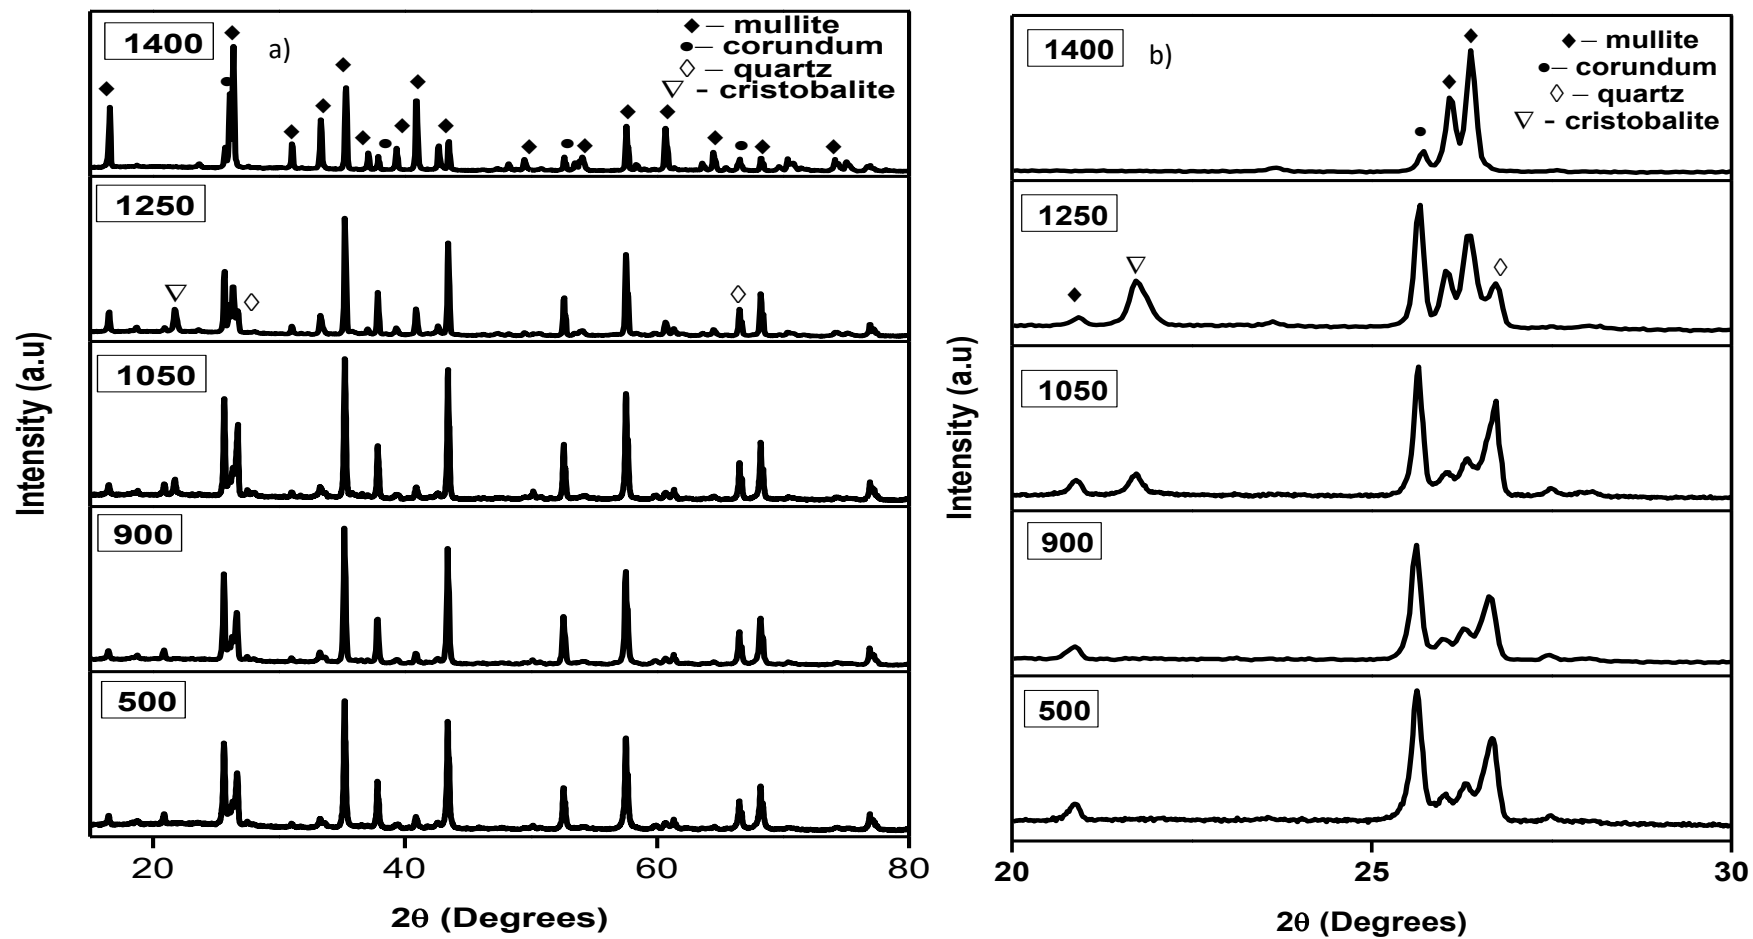 1400
a)
◆ – mullite
●– corundum
◇ – quartz
▽ - cristobalite
1250
1050
900
500
Intensity (a.u)
20 40 60 80
2θ (Degrees)
1400
b)
◆ – mullite
●– corundum
◇ – quartz
▽ - cristobalite
1250
1050
900
500
Intensity (a.u)
20 25 30
2θ (Degrees)